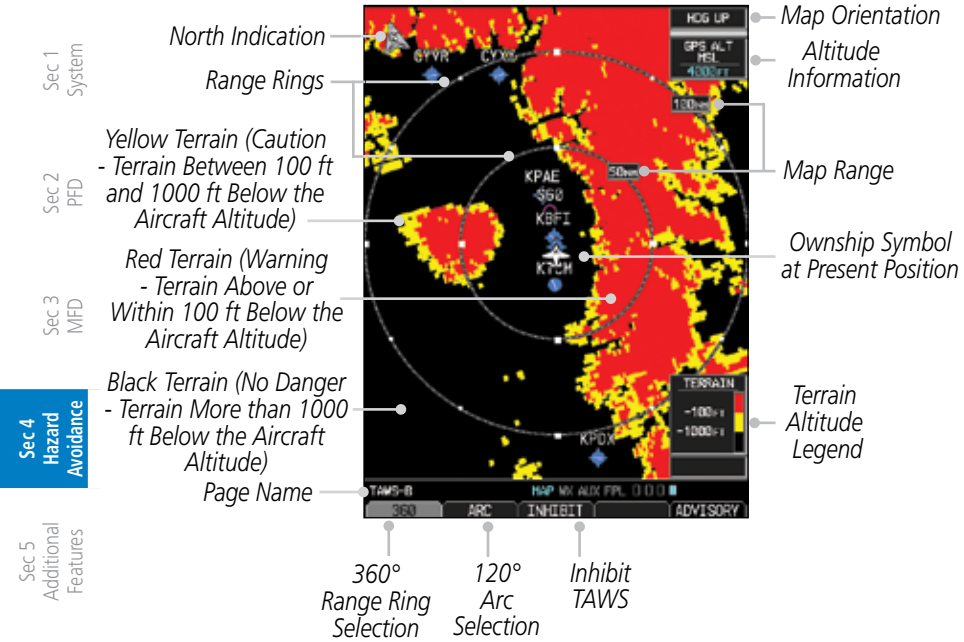 Sec 1
System
Sec 2
PFD
Sec 3
MFD
Sec 4
Hazard
Avoidance
Sec 5
Additional
Features
North Indication
Range Rings
Yellow Terrain (Caution
- Terrain Between 100 ft
and 1000 ft Below the
Aircraft Altitude)
Red Terrain (Warning
- Terrain Above or
Within 100 ft Below the
Aircraft Altitude)
Black Terrain (No Danger
- Terrain More than 1000
ft Below the Aircraft
Altitude)
Page Name
HDG UP
GPS ALT
MSL
4000FT
CYVR
100NM
50NM
KPAE
S60
KBFI
KPDX
TERRAIN
-100FT
-1000FT
TAWS-B
MAP WX AUX FPL
360
ARC
INHIBIT
ADVISORY
Map Orientation
Altitude
Information
Map Range
Ownship Symbol
at Present Position
Terrain
Altitude
Legend
360°
Range Ring
Selection
120°
Arc
Selection
Inhibit
TAWS